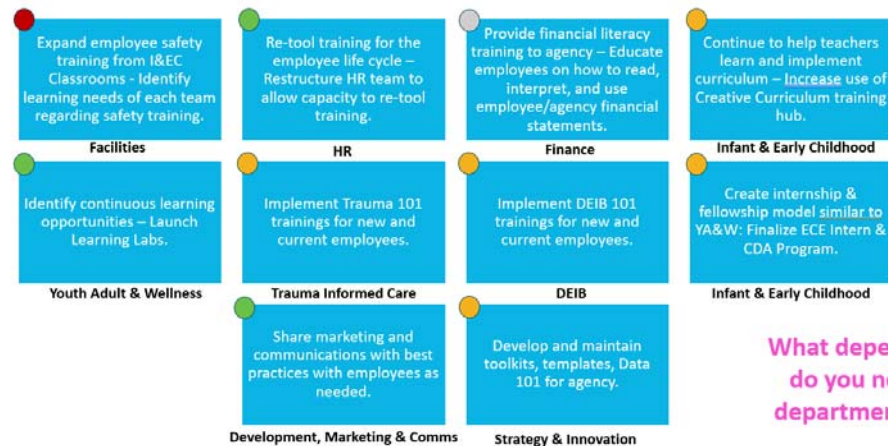 Expand employee safety
training from I&EC
Classrooms - Identify
learning needs of each team
regarding safety training.
Facilities
Re-tool training for the
employee life cycle –
Restructure HR team to
allow capacity to re-tool
training.
HR
Provide financial literacy
training to agency – Educate
employees on how to read,
interpret, and use
employee/agency financial
statements.
Finance
Continue to help teachers
learn and implement
curriculum – Increase use of
Creative Curriculum training
hub.
Infant & Early Childhood
Identify continuous learning
opportunities – Launch
Learning Labs.
Youth Adult & Wellness
Implement Trauma 101
trainings for new and
current employees.
Trauma Informed Care
Implement DEIB 101
trainings for new and
current employees.
DEIB
Create internship &
fellowship model similar to
YA&W: Finalize ECE Intern &
CDA Program.
Infant & Early Childhood
Share marketing and
communications with best
practices with employees as
needed.
Development, Marketing & Comms
Develop and maintain
toolkits, templates, Data
101 for agency.
Strategy & Innovation
What depe
do you n
departmen